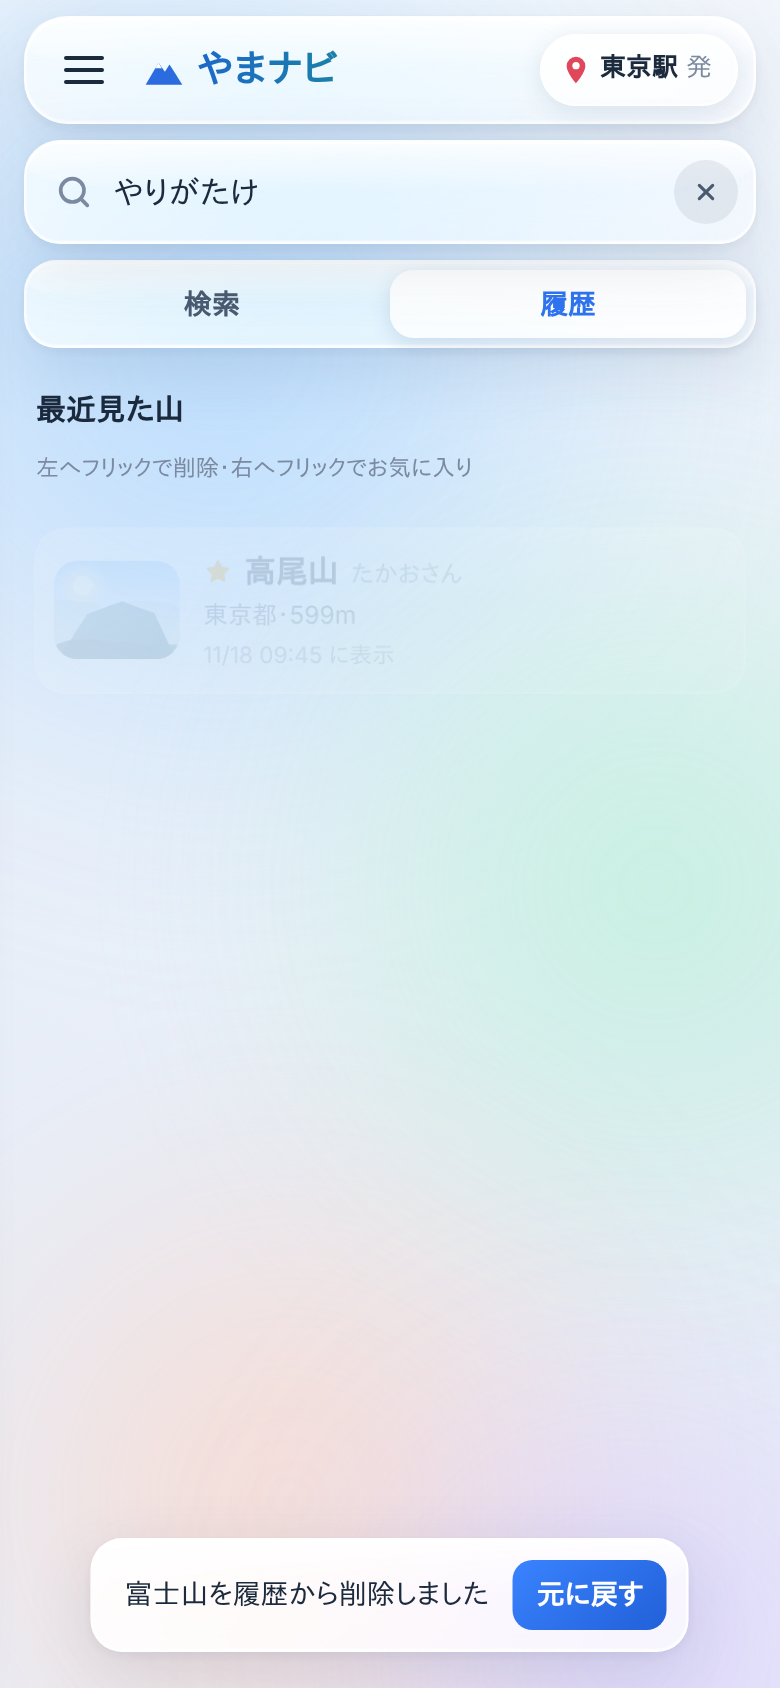 やまナビ
東京駅 発
やりがたけ
検索
履歴
最近見た山
左へフリックで削除·右へフリックでお気に入り
高尾山 たかおさん
東京都·599m
11/18 09:45 に表示
富士山を履歴から削除しました
元に戻す